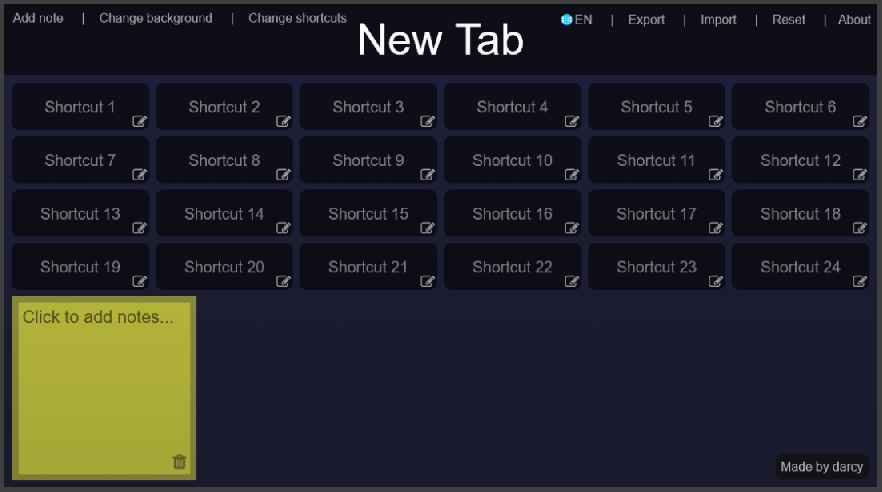 Add note | Change background | Change shortcuts
New Tab
EN | Export | Import | Reset | About
Shortcut 1 Shortcut 2 Shortcut 3 Shortcut 4 Shortcut 5 Shortcut 6
Shortcut 7 Shortcut 8 Shortcut 9 Shortcut 10 Shortcut 11 Shortcut 12
Shortcut 13 Shortcut 14 Shortcut 15 Shortcut 16 Shortcut 17 Shortcut 18
Shortcut 19 Shortcut 20 Shortcut 21 Shortcut 22 Shortcut 23 Shortcut 24
Click to add notes...
Made by darcy